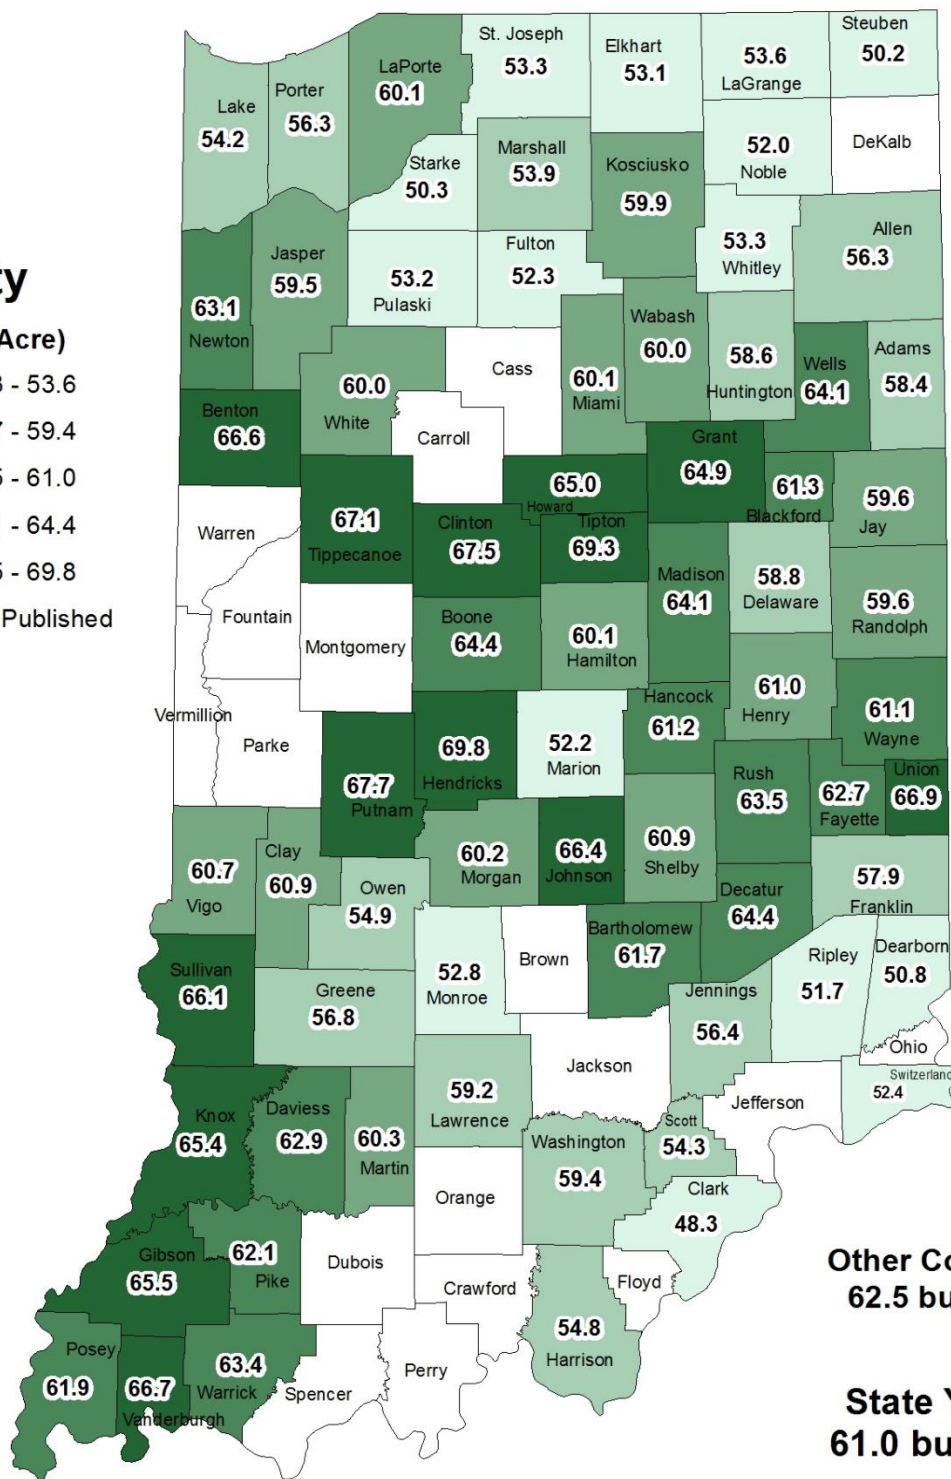 ty
Acre)
3 - 53.6
7 - 59.4
5 - 61.0
- 64.4
5 - 69.8
Published
Lake
54.2
Porter
56.3
LaPorte
60.1
St. Joseph
53.3
Elkhart
53.1
53.6
LaGrange
Steuben
50.2
Starke
50.3
Marshall
53.9
Kosciusko
59.9
52.0
Noble
DeKalb
63.1
Newton
Jasper
59.5
53.2
Pulaski
Fulton
52.3
53.3
Whitley
Allen
56.3
Benton
66.6
60.0
White
Cass
Carroll
60.1
Miami
Wabash
60.0
58.6
Huntington
Wells
64.1
Adams
58.4
Warren
67.1
Tippecanoe
Clinton
67.5
65.0
Howard
Tipton
69.3
Grant
64.9
61.3
Blackford
59.6
Jay
Fountain
Montgomery
Boone
64.4
60.1
Hamilton
Madison
64.1
58.8
Delaware
59.6
Randolph
Vermillion
Parke
67.7
Putnam
69.8
Hendricks
52.2
Marion
Hancock
61.2
61.0
Henry
61.1
Wayne
Rush
63.5
62.7
Fayette
Union
66.9
60.7
Vigo
Clay
60.9
Owen
54.9
60.2
Morgan
66.4
Johnson
60.9
Shelby
Decatur
64.4
57.9
Franklin
Sullivan
66.1
Greene
56.8
52.8
Monroe
Brown
Bartholomew
61.7
Jennings
56.4
Ripley
51.7
Dearborn
50.8
Ohio
Switzerland
52.4
Knox
65.4
Daviess
62.9
60.3
Martin
59.2
Lawrence
Jackson
Washington
59.4
Scott
54.3
Jefferson
Clark
48.3
Orange
Gibson
65.5
62.1
Pike
Dubois
Crawford
Floyd
54.8
Harrison
Posey
61.9
66.7
Vanderburgh
63.4
Warrick
Spencer
Perry
Other Co
62.5 bu
State Y
61.0 bu